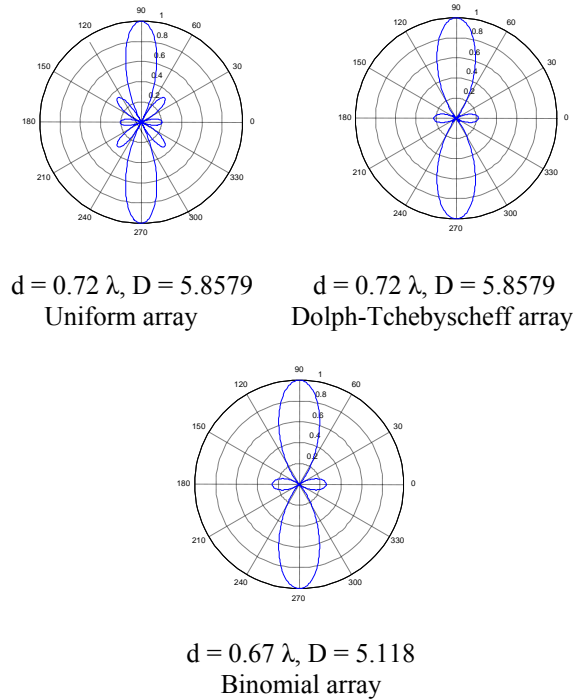 90
90
120 1 60
120 1 60
0.8
0.8
0.6
0.6
150 0.4 30
150 0.4 30
0.2
0.2
180 0
180 0
210 330
210 330
240 300
240 300
270
270
d = 0.72 λ, D = 5.8579
Uniform array
d = 0.72 λ, D = 5.8579
Dolph-Tchebyscheff array
90
120 1 60
0.8
0.6
150 0.4 30
0.2
180 0
210 330
240 300
270
d = 0.67 λ, D = 5.118
Binomial array